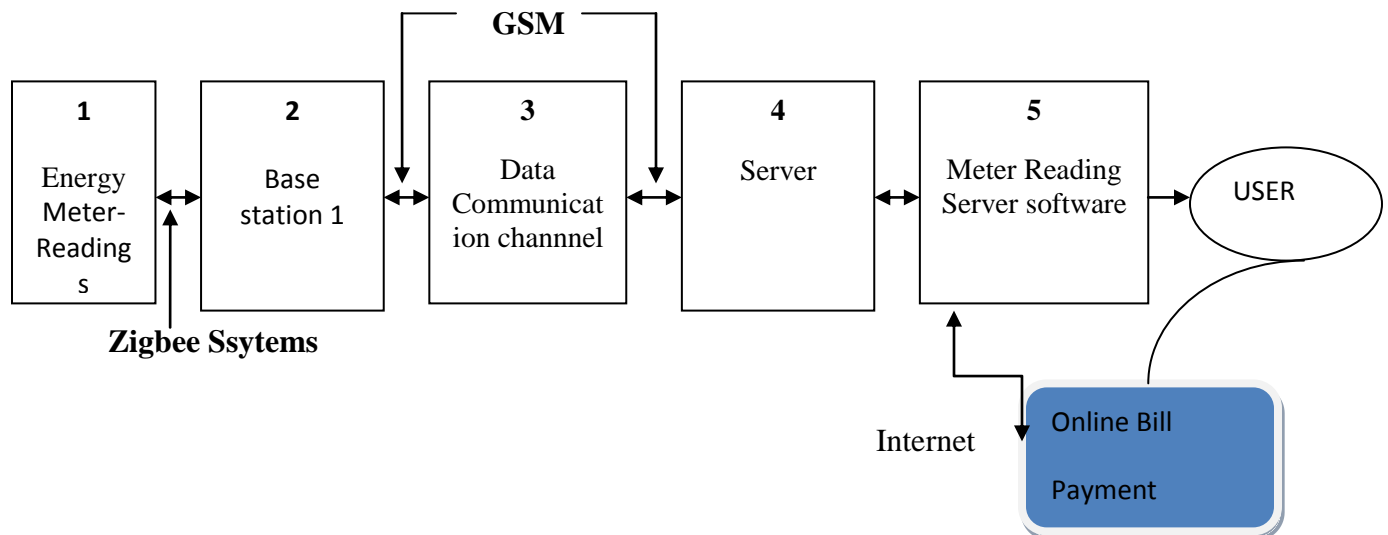 GSM
1
Energy
Meter-
Reading
s
2
Base
station 1
3
Data
Communicat
ion channnel
4
Server
5
Meter Reading
Server software
USER
Zigbee Ssytems
Internet
Online Bill
Payment